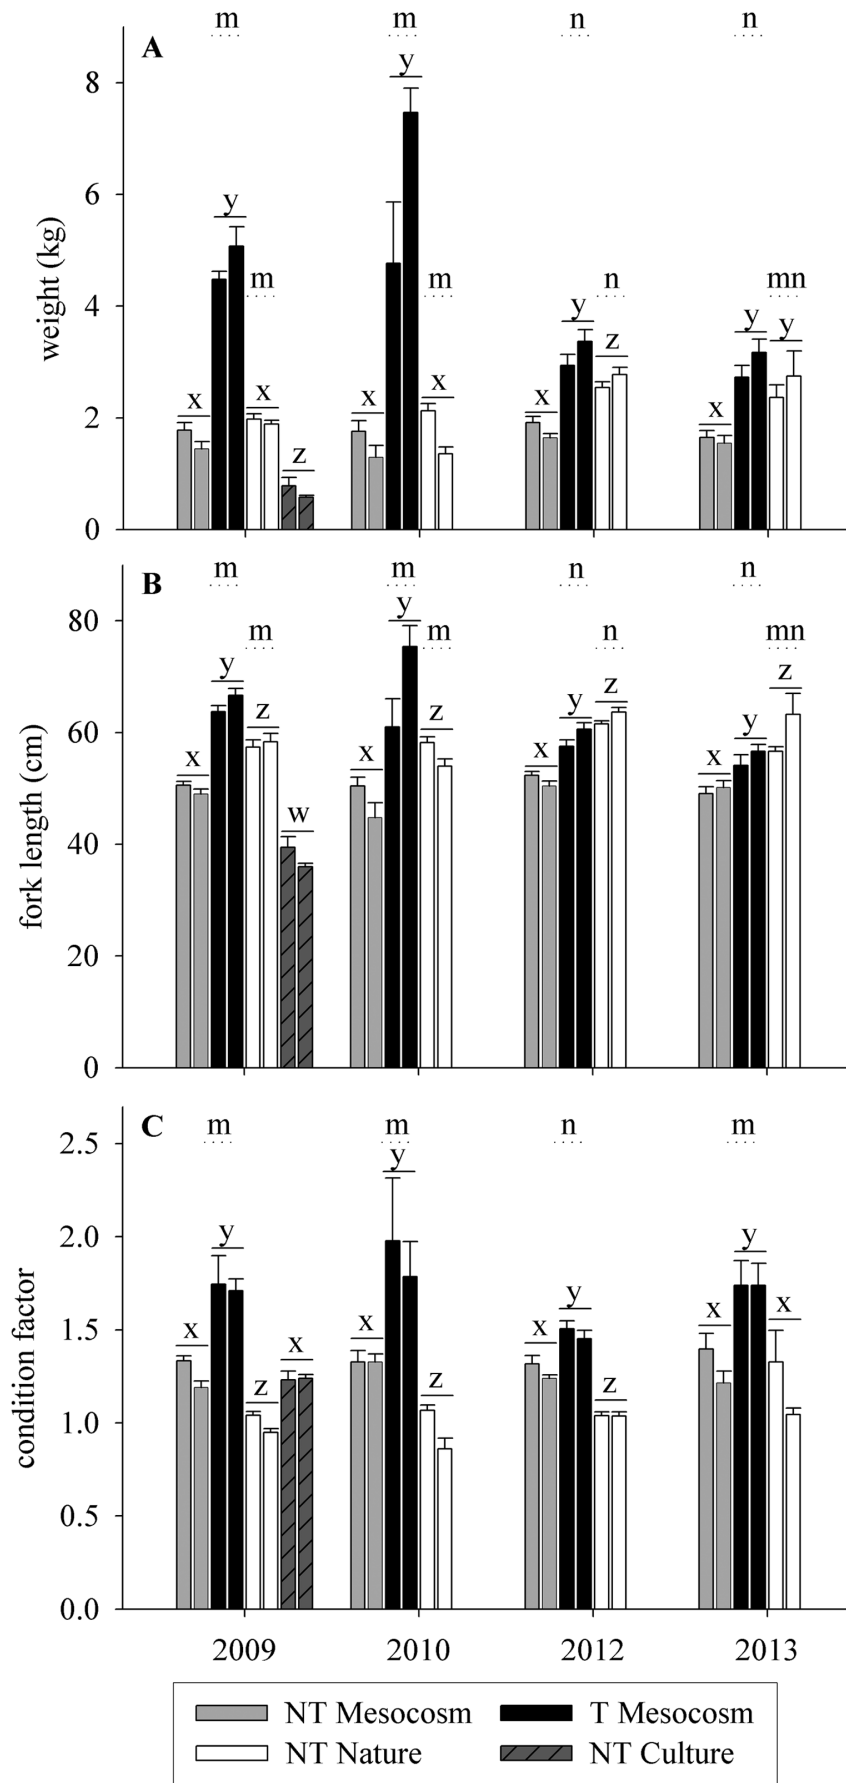 m m n n
A
y
8
y
6
weight (kg)
m m n mn
4
y y y
z
x x x x x x
2
z
0
m m n n
B
80
y
m m n mn
y z z z y y
60
x x x x
fork length (cm)
w
40
20
0
m m n m
C
2.5
y
y y
2.0
y
x x x x x x
1.5
z z z
condition factor
1.0
0.5
0.0
2009 2010 2012 2013
NT Mesocosm T Mesocosm
NT Nature NT Culture